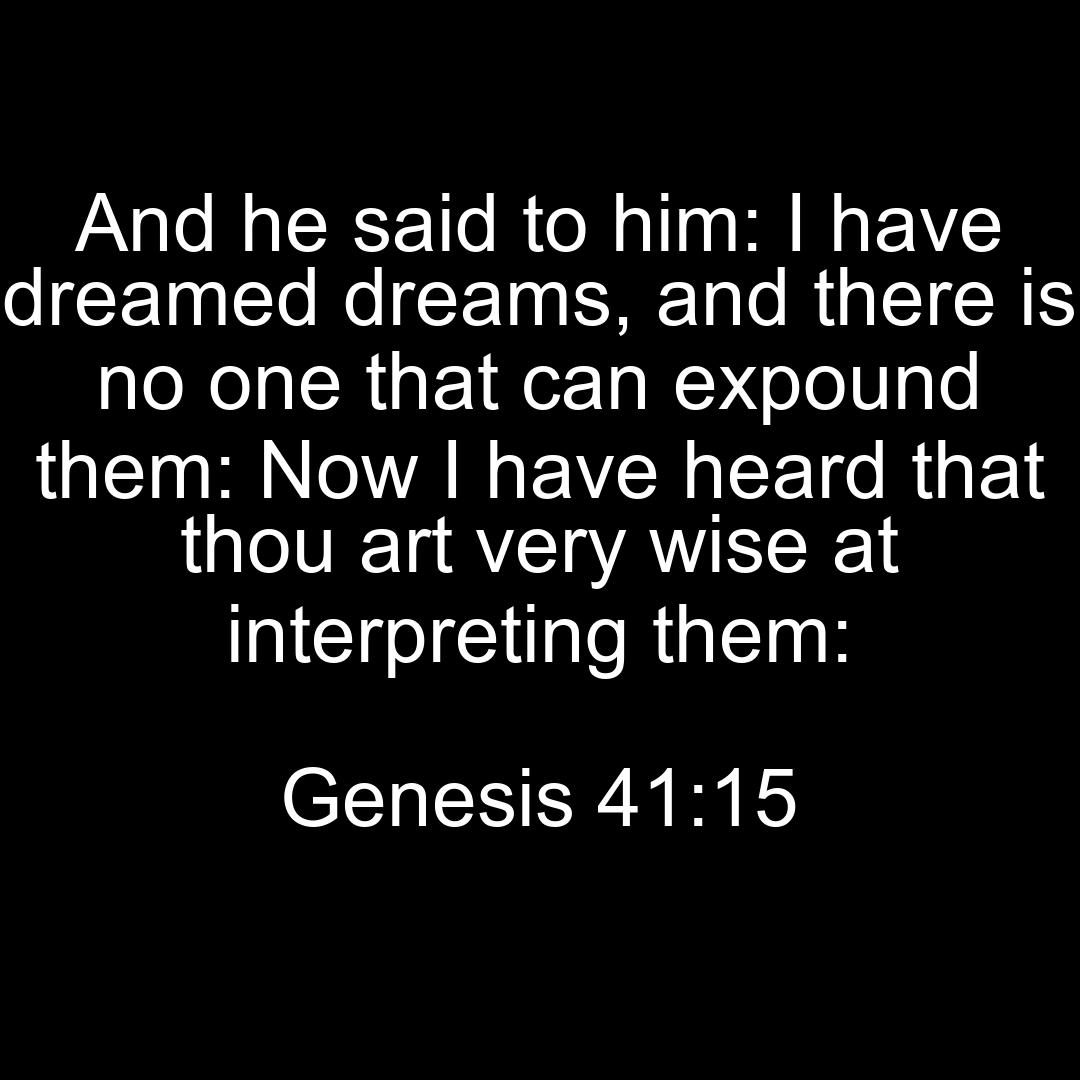 And he said to him: I have
dreamed dreams, and there is
no one that can expound
them: Now I have heard that
thou art very wise at
interpreting them:
Genesis 41:15